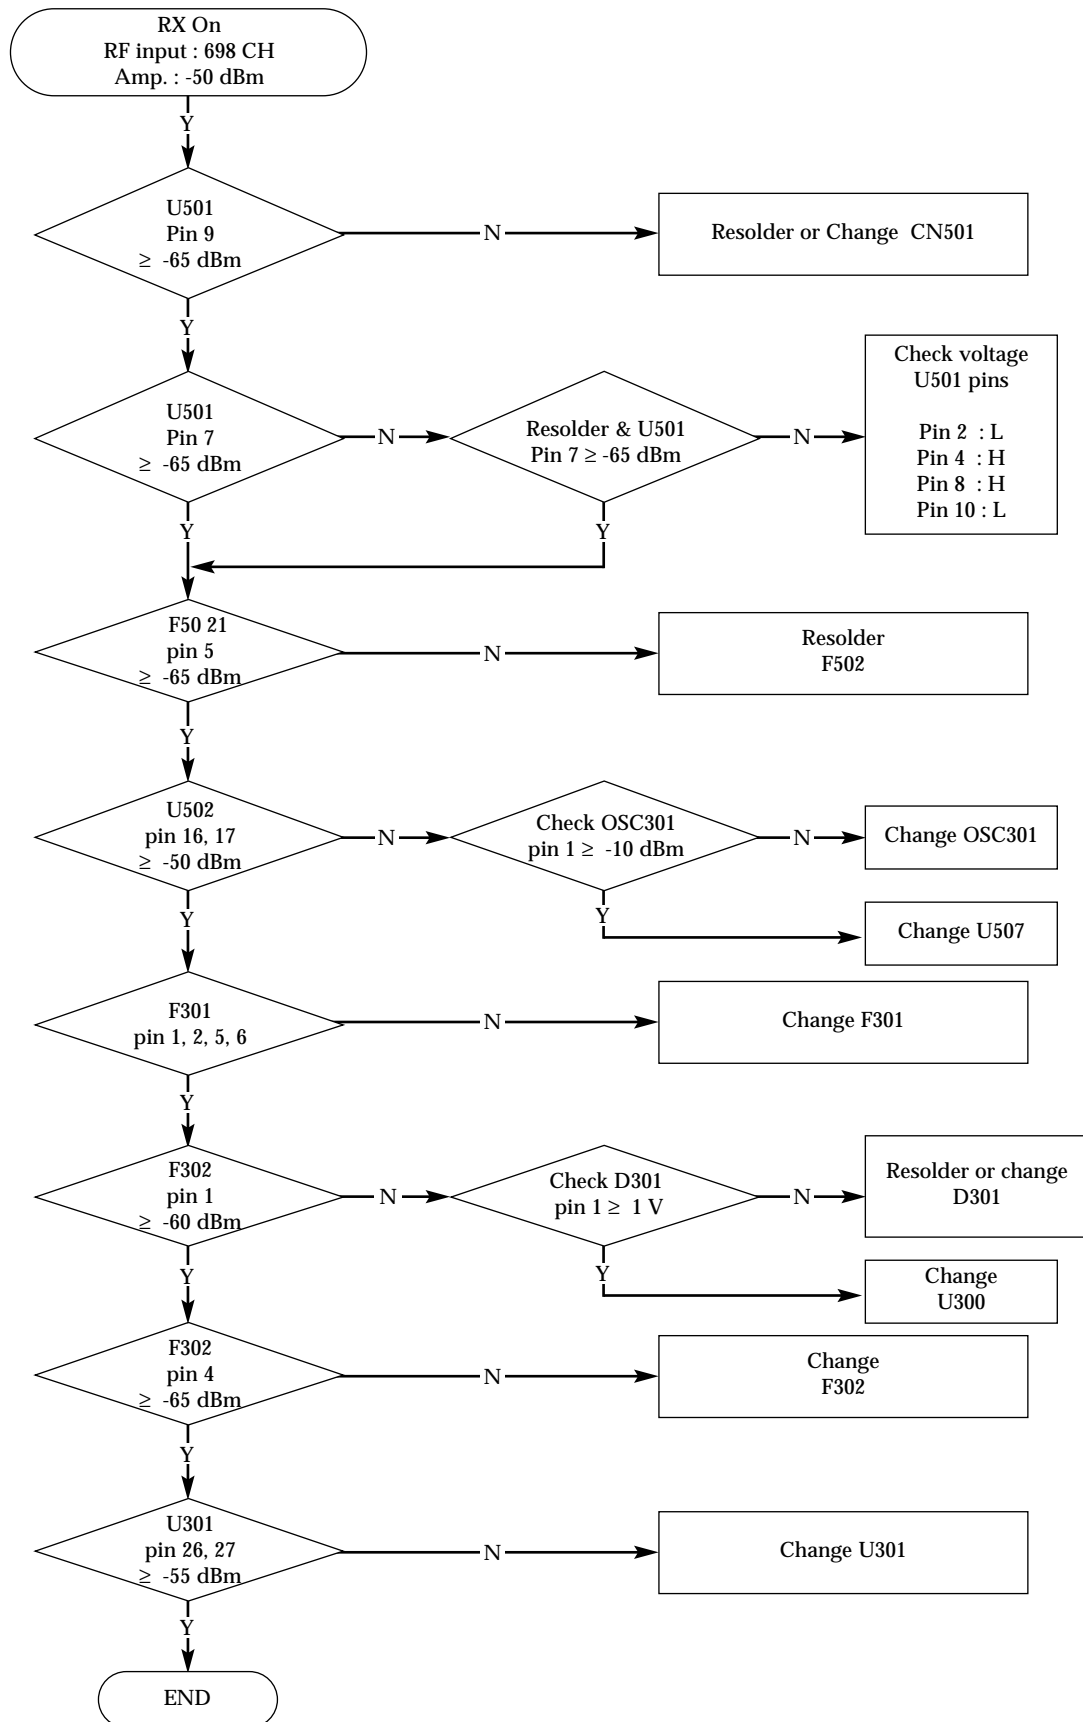 RX On
RF input : 698 CH
Amp. : -50 dBm
Y
U501
Pin 9
≥ -65 dBm
N
Resolder or Change CN501
Y
U501
Pin 7
≥ -65 dBm
N
Resolder & U501
Pin 7 ≥ -65 dBm
N
Check voltage
U501 pins
Pin 2 : L
Pin 4 : H
Pin 8 : H
Pin 10 : L
Y
Y
F50 21
pin 5
≥ -65 dBm
N
Resolder
F502
Y
U502
pin 16, 17
≥ -50 dBm
N
Check OSC301
pin 1 ≥ -10 dBm
N
Change OSC301
Y
Y
Change U507
F301
pin 1, 2, 5, 6
N
Change F301
Y
F302
pin 1
≥ -60 dBm
N
Check D301
pin 1 ≥ 1 V
N
Resolder or change
D301
Y
Y
Change
U300
F302
pin 4
≥ -65 dBm
N
Change
F302
Y
U301
pin 26, 27
≥ -55 dBm
N
Change U301
Y
END